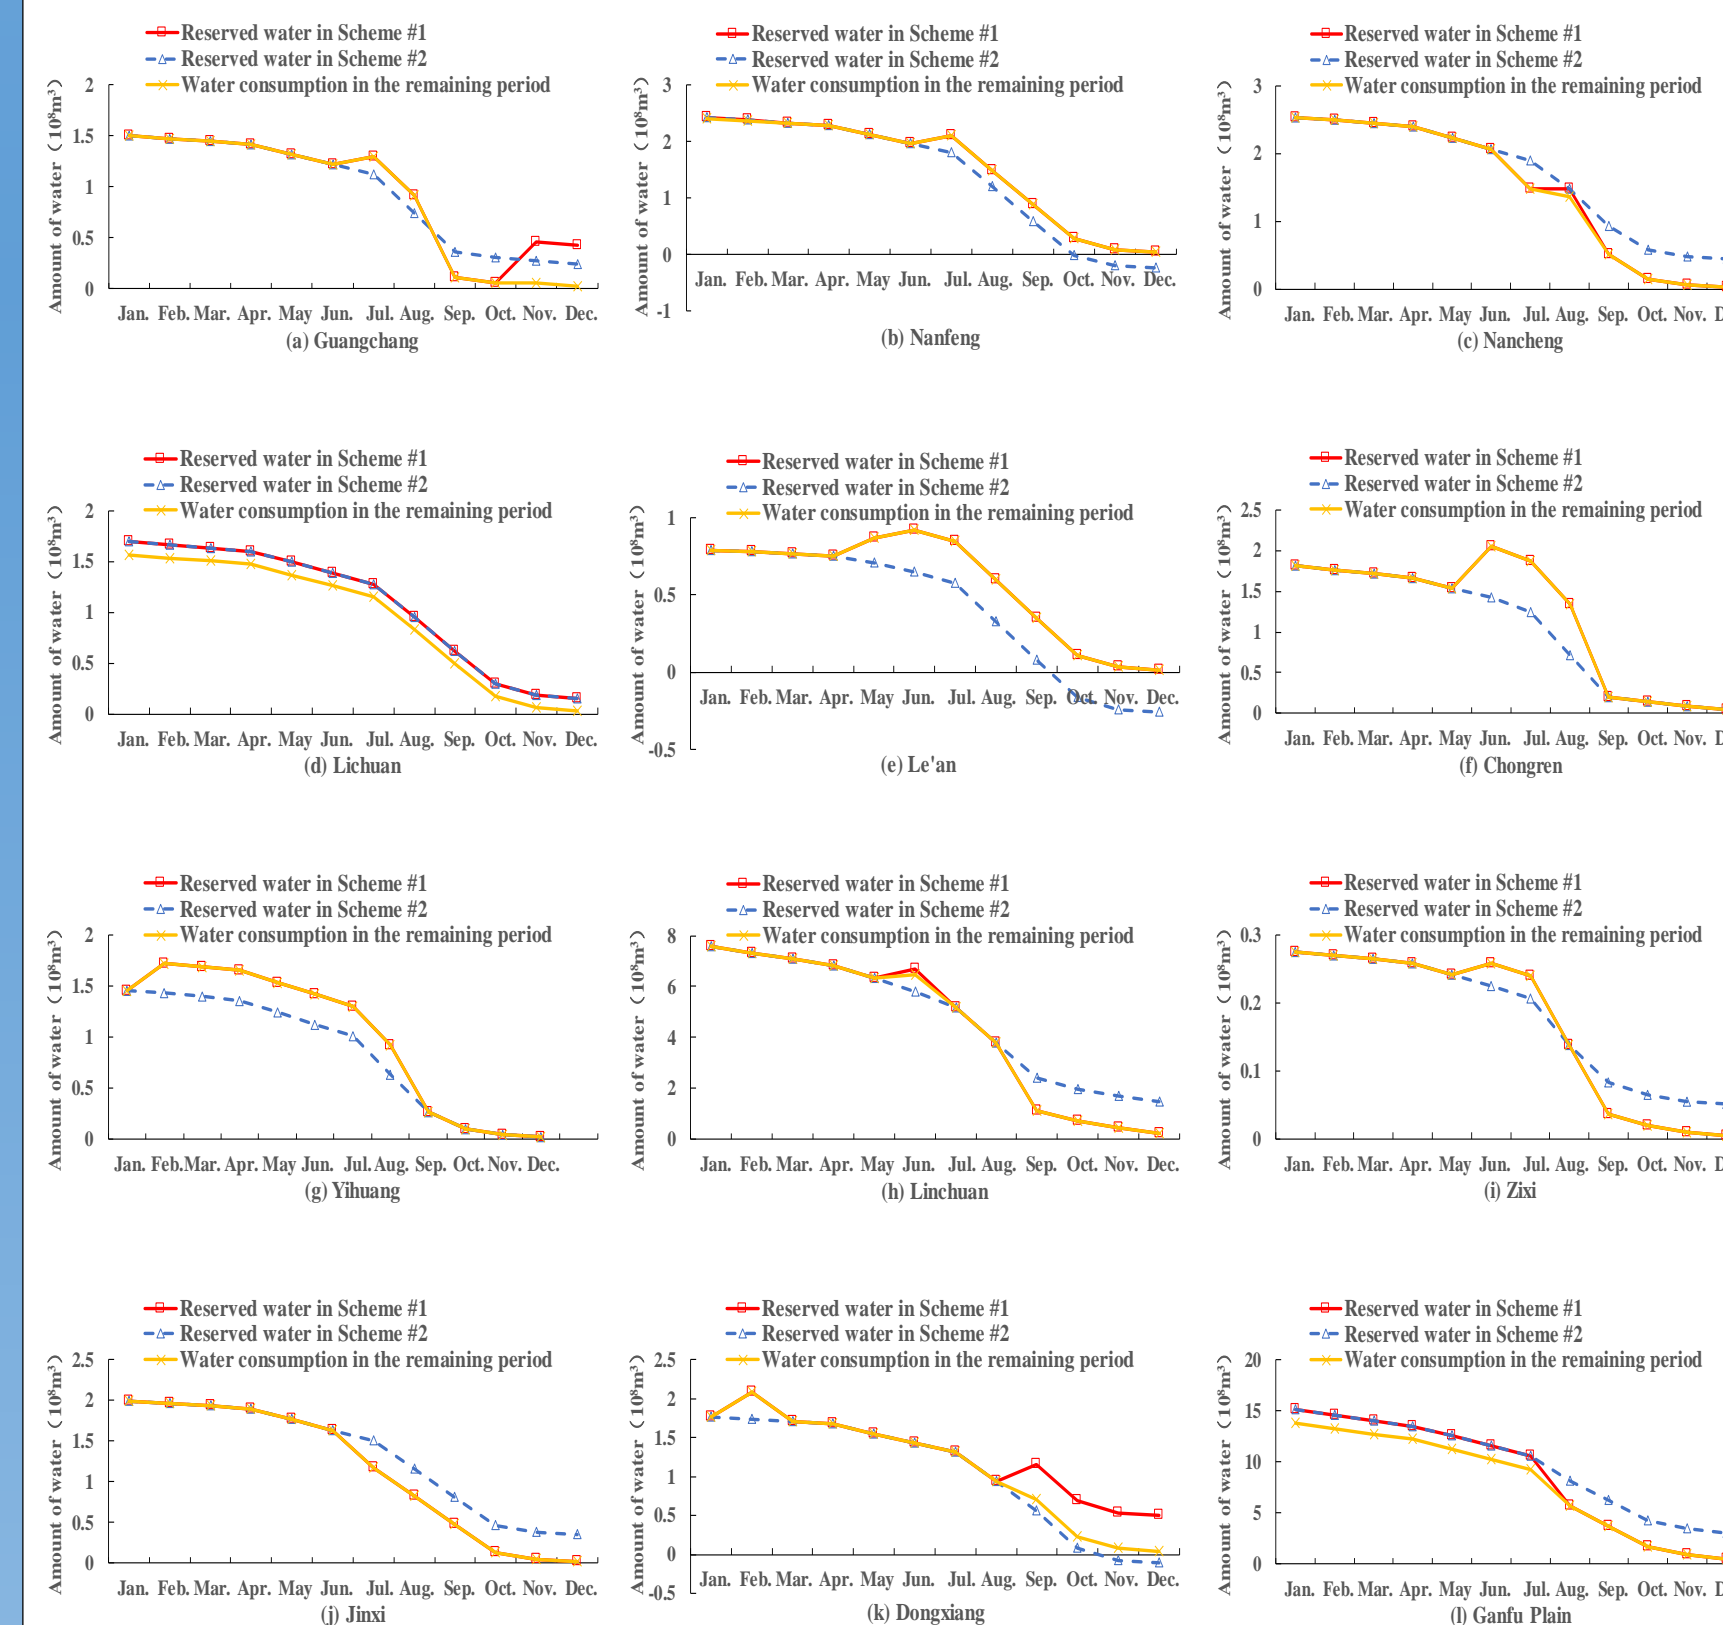 Reserved water in Scheme #1
Reserved water in Scheme #2
Water consumption in the remaining period
Amount of water（10⁸m³）
2
1.5
1
0.5
0
Jan. Feb. Mar. Apr. May Jun. Jul. Aug. Sep. Oct. Nov. Dec.
(a) Guangchang
Reserved water in Scheme #1
Reserved water in Scheme #2
Water consumption in the remaining period
Amount of water（10⁸m³）
3
2
1
0
-1
Jan. Feb. Mar. Apr. May Jun. Jul. Aug. Sep. Oct. Nov. Dec.
(b) Nanfeng
Reserved water in Scheme #1
Reserved water in Scheme #2
Water consumption in the remaining period
Amount of water（10⁸m³）
3
2
1
0
Jan. Feb. Mar. Apr. May Jun. Jul. Aug. Sep. Oct. Nov.
(c) Nancheng
Reserved water in Scheme #1
Reserved water in Scheme #2
Water consumption in the remaining period
Amount of water（10⁸m³）
2
1.5
1
0.5
0
Jan. Feb. Mar. Apr. May Jun. Jul. Aug. Sep. Oct. Nov. Dec.
(d) Lichuan
Reserved water in Scheme #1
Reserved water in Scheme #2
Water consumption in the remaining period
Amount of water（10⁸m³）
1
0.5
0
-0.5
Jan. Feb. Mar. Apr. May Jun. Jul. Aug. Sep. Oct. Nov. Dec.
(e) Le'an
Reserved water in Scheme #1
Reserved water in Scheme #2
Water consumption in the remaining period
Amount of water（10⁸m³）
2.5
2
1.5
1
0.5
0
Jan. Feb. Mar. Apr. May Jun. Jul. Aug. Sep. Oct. Nov.
(f) Chongren
Reserved water in Scheme #1
Reserved water in Scheme #2
Water consumption in the remaining period
Amount of water（10⁸m³）
2
1.5
1
0.5
0
Jan. Feb. Mar. Apr. May Jun. Jul. Aug. Sep. Oct. Nov. Dec.
(g) Yihuang
Reserved water in Scheme #1
Reserved water in Scheme #2
Water consumption in the remaining period
Amount of water（10⁸m³）
8
6
4
2
0
Jan. Feb. Mar. Apr. May Jun. Jul. Aug. Sep. Oct. Nov. Dec.
(h) Linchuan
Reserved water in Scheme #1
Reserved water in Scheme #2
Water consumption in the remaining period
Amount of water（10⁸m³）
0.3
0.2
0.1
0
Jan. Feb. Mar. Apr. May Jun. Jul. Aug. Sep. Oct. Nov.
(i) Zixi
Reserved water in Scheme #1
Reserved water in Scheme #2
Water consumption in the remaining period
Amount of water（10⁸m³）
2.5
2
1.5
1
0.5
0
Jan. Feb. Mar. Apr. May Jun. Jul. Aug. Sep. Oct. Nov. Dec.
(j) Jinxi
Reserved water in Scheme #1
Reserved water in Scheme #2
Water consumption in the remaining period
Amount of water（10⁸m³）
2.5
2
1.5
1
0.5
0
-0.5
Jan. Feb. Mar. Apr. May Jun. Jul. Aug. Sep. Oct. Nov. Dec.
(k) Dongxiang
Reserved water in Scheme #1
Reserved water in Scheme #2
Water consumption in the remaining period
Amount of water（10⁸m³）
20
15
10
5
0
Jan. Feb. Mar. Apr. May Jun. Jul. Aug. Sep. Oct. Nov.
(l) Ganfu Plain